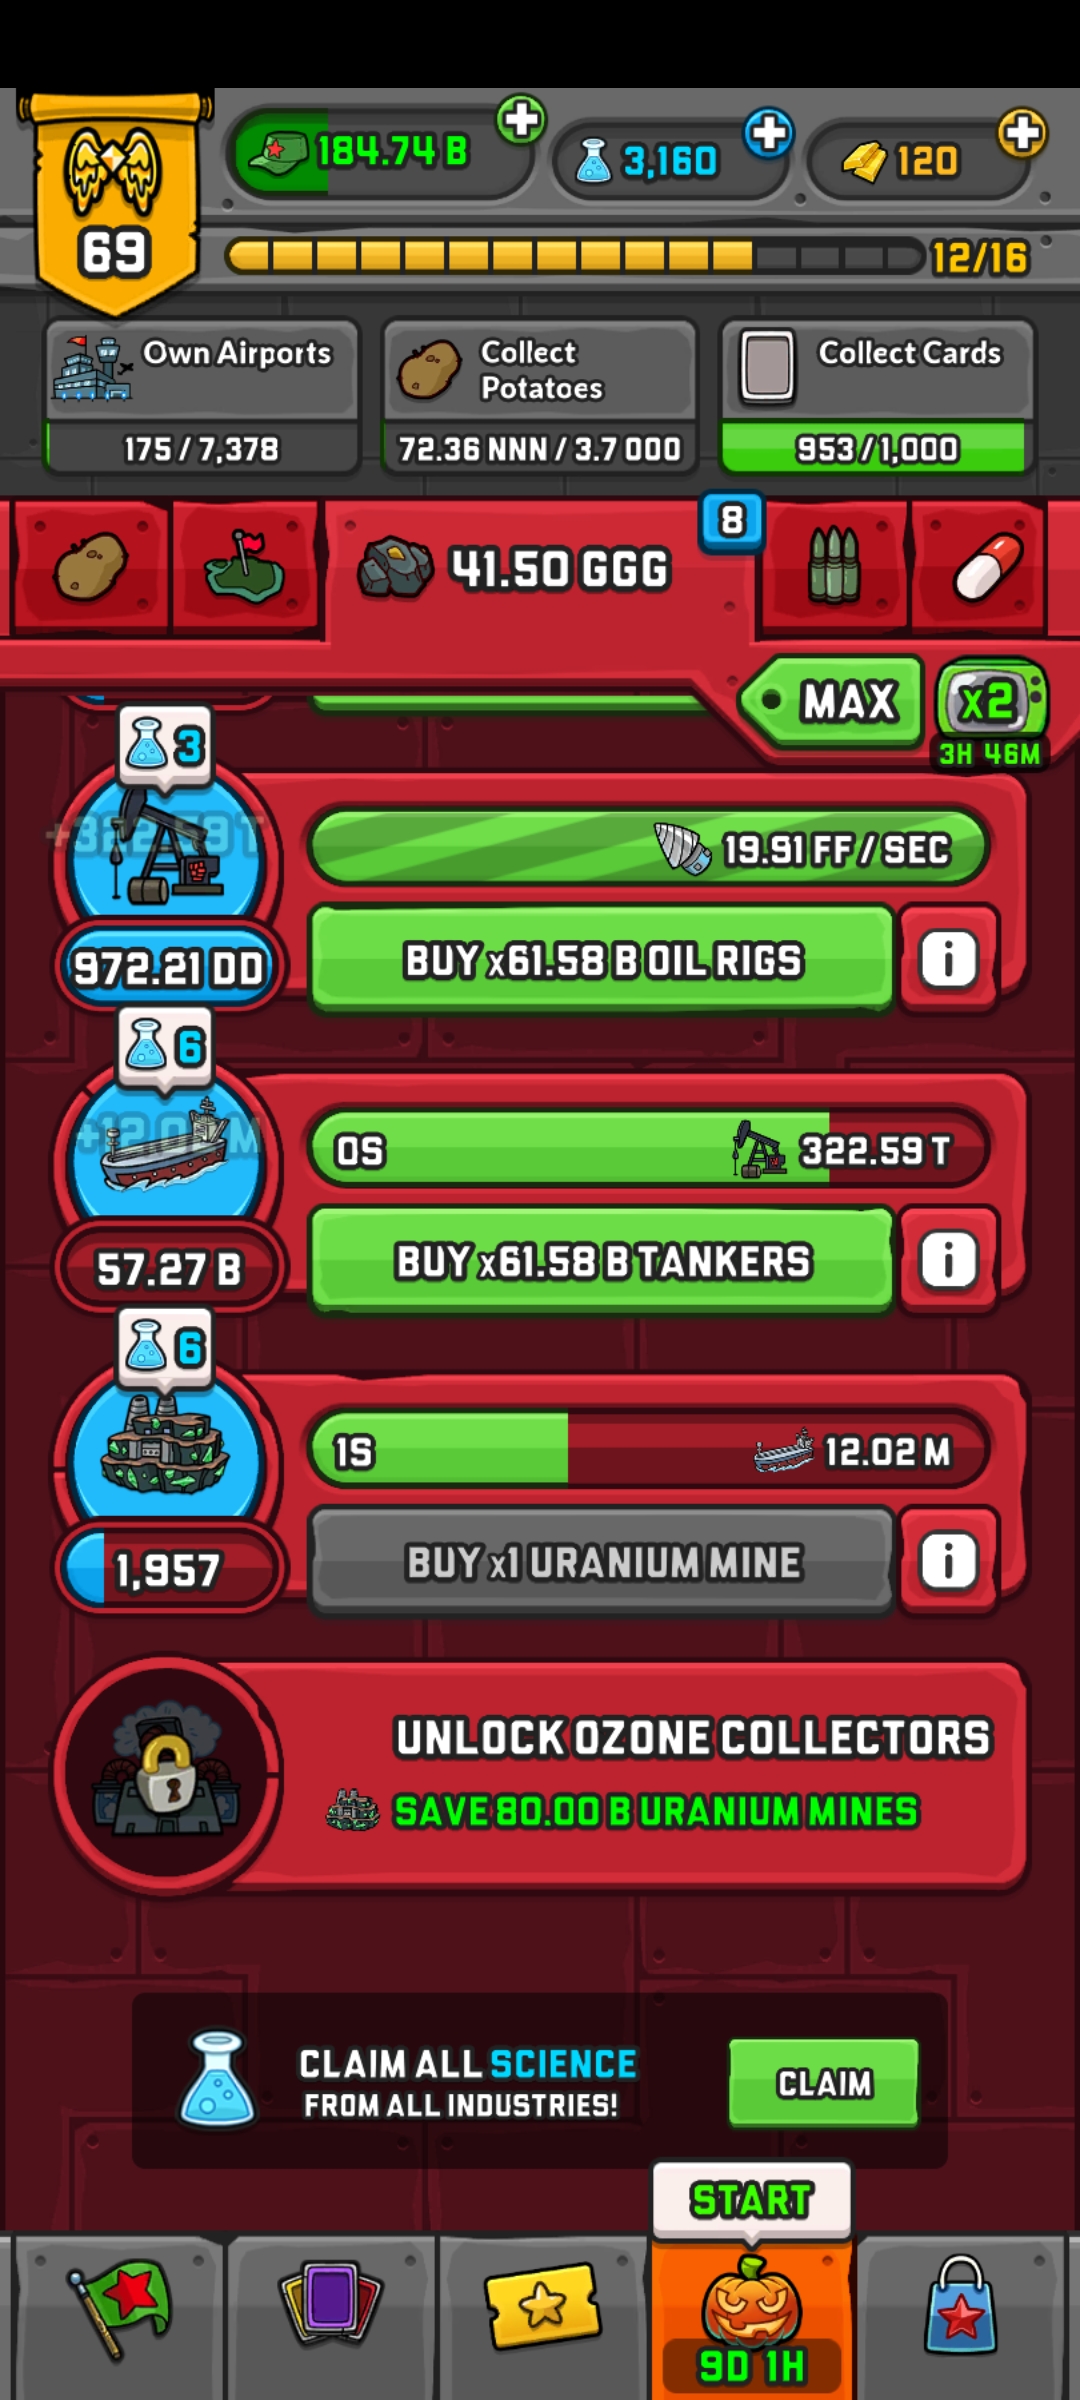 69
184.74 B
3,160
120
12/16
Own Airports
175 / 7,378
Collect
Potatoes
72.36 NNN / 3.7 OOO
Collect Cards
953 / 1,000
41.50 GGG
8
MAX
x2
3H 46M
3
+322.59 T
19.91 FF / SEC
972.21 DD
BUY x61.58 B OIL RIGS
i
6
0S
322.59 T
57.27 B
BUY x61.58 B TANKERS
i
6
1S
12.02 M
1,957
BUY x1 URANIUM MINE
i
UNLOCK OZONE COLLECTORS
SAVE 80.00 B URANIUM MINES
CLAIM ALL SCIENCE
FROM ALL INDUSTRIES!
CLAIM
START
9D 1H